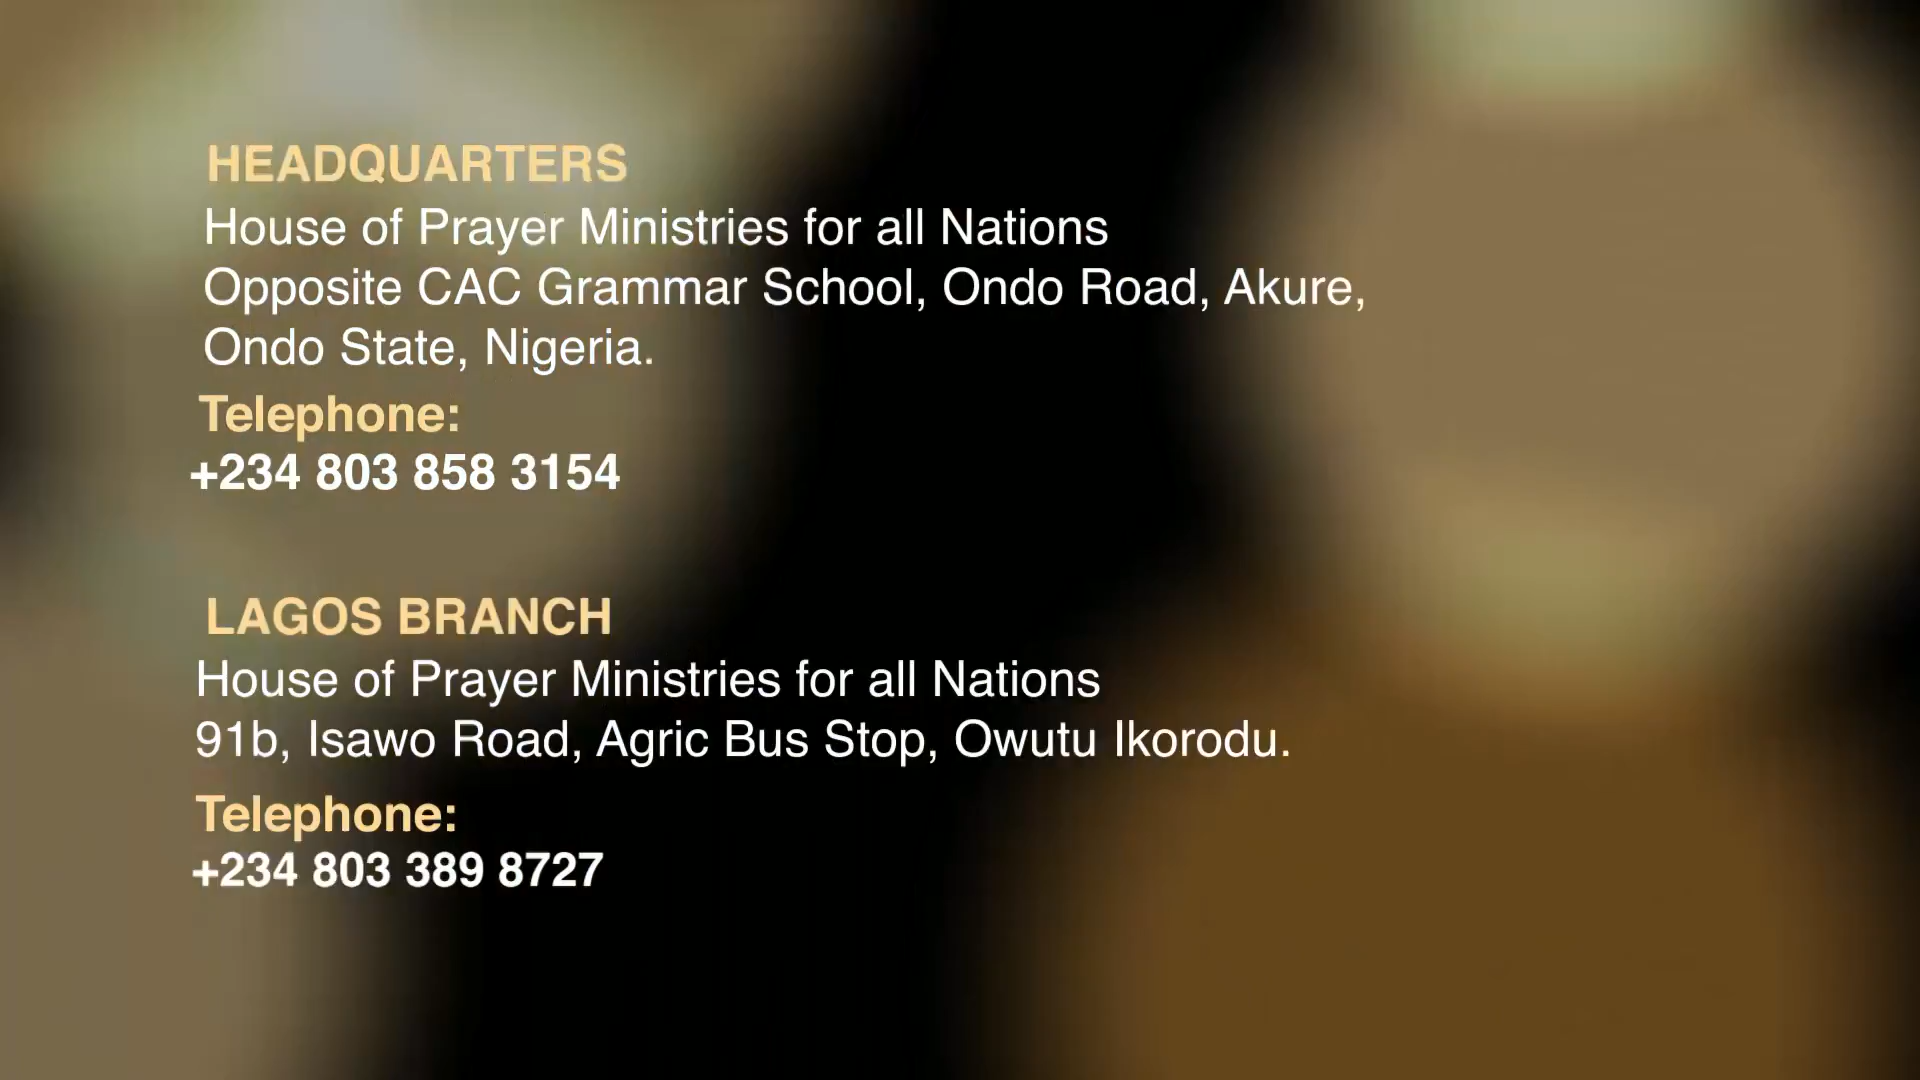 HEADQUARTERS
House of Prayer Ministries for all Nations
Opposite CAC Grammar School, Ondo Road, Akure,
Ondo State, Nigeria.
Telephone:
+234 803 858 3154
LAGOS BRANCH
House of Prayer Ministries for all Nations
91b, Isawo Road, Agric Bus Stop, Owutu Ikorodu.
Telephone:
+234 803 389 8727